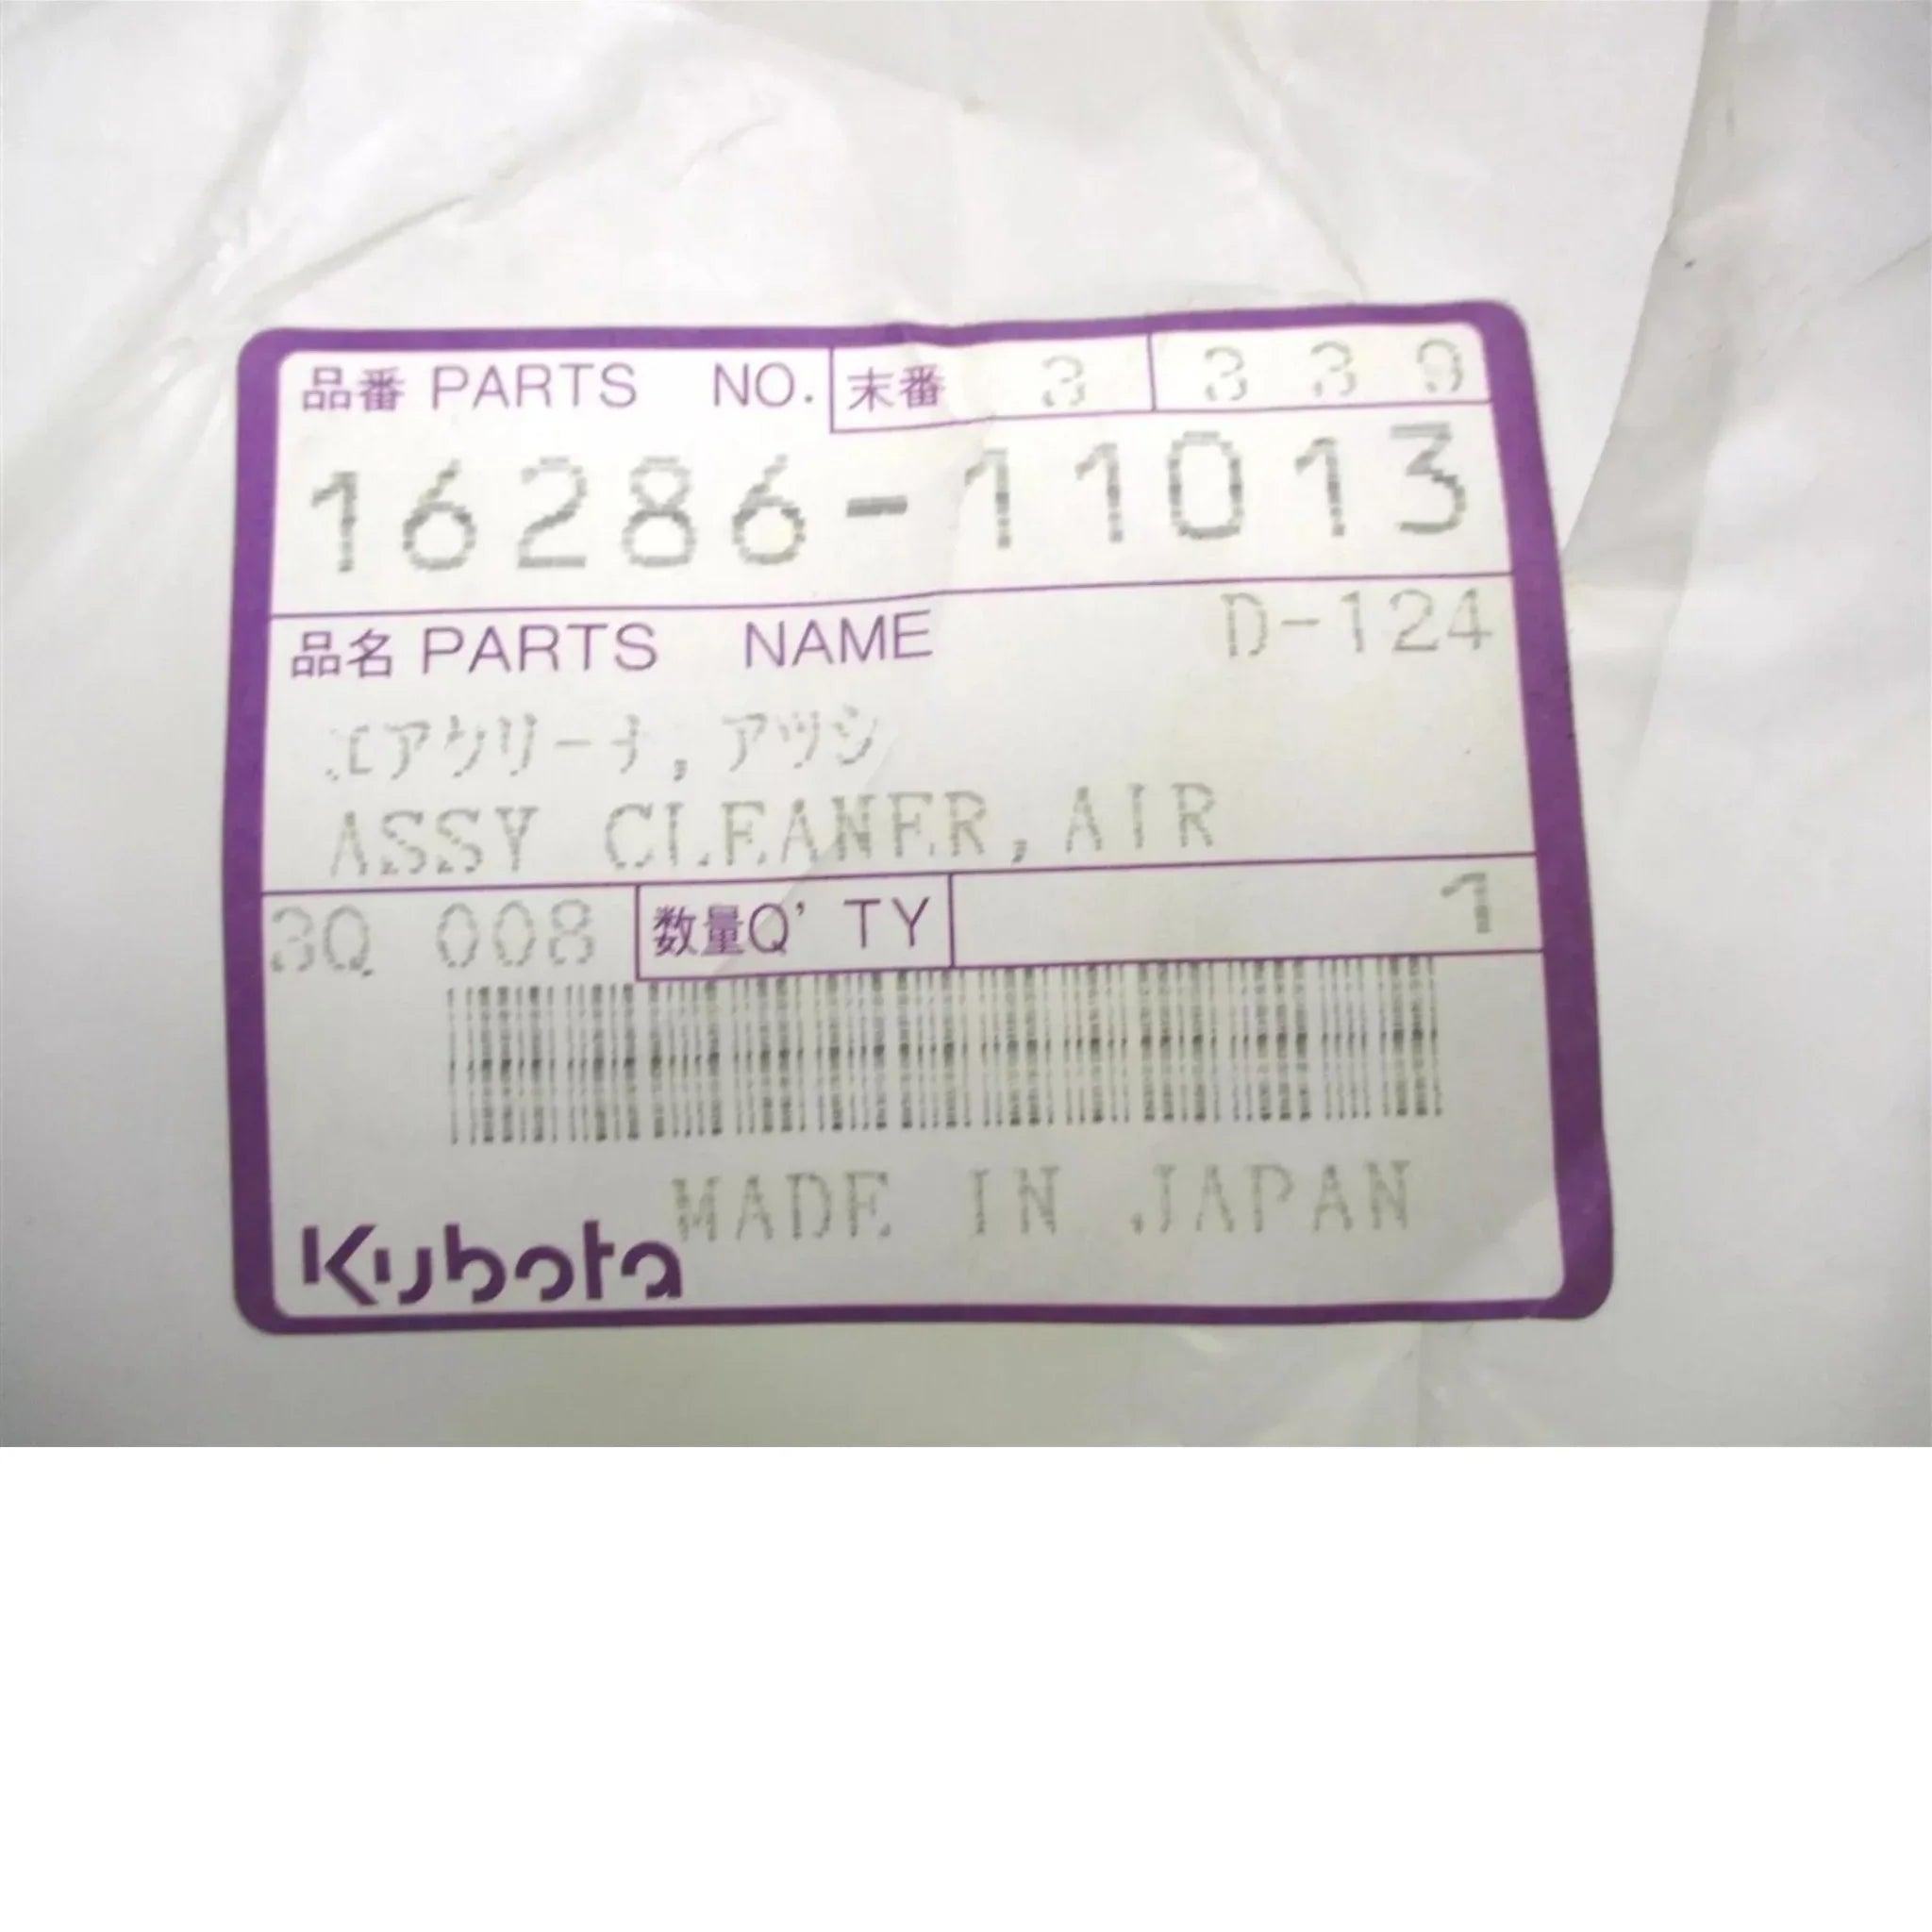 品番 PARTS NO. 末番 3 339
16286-11013
品名 PARTS NAME D-124
エアクリーナ,アツシ
ASSY CLEANER,AIR
3Q 008 数量Q'TY 1
MADE IN JAPAN
Kubota